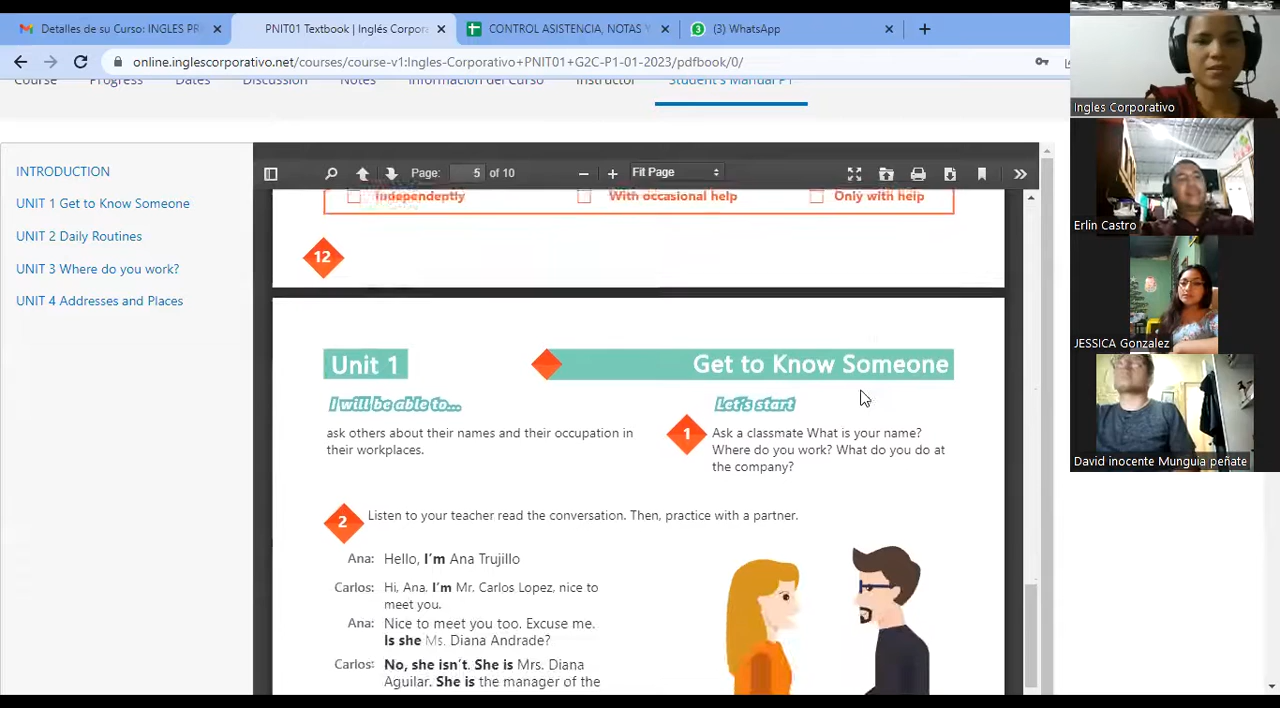 Detalles de su Curso: INGLES PR
PNIT01 Textbook | Inglés Corpora
CONTROL ASISTENCIA, NOTAS Y
(3) WhatsApp
online.inglescorporativo.net/courses/course-v1:Ingles-Corporativo+PNIT01+G2C-P1-01-2023/pdfbook/0/
Course Progress Dates Discussion Notes Información del Curso Instructor Student's Manual P1
INTRODUCTION
UNIT 1 Get to Know Someone
UNIT 2 Daily Routines
UNIT 3 Where do you work?
UNIT 4 Addresses and Places
Page: 5 of 10
Fit Page
Independently With occasional help Only with help
12
Unit 1
Get to Know Someone
I will be able to...
ask others about their names and their occupation in
their workplaces.
Let's start
1
Ask a classmate What is your name?
Where do you work? What do you do at
the company?
2
Listen to your teacher read the conversation. Then, practice with a partner.
Ana: Hello, I'm Ana Trujillo
Carlos: Hi, Ana. I'm Mr. Carlos Lopez, nice to
meet you.
Ana: Nice to meet you too. Excuse me.
Is she Ms. Diana Andrade?
Carlos: No, she isn't. She is Mrs. Diana
Aguilar. She is the manager of the
Ingles Corporativo
Erlin Castro
JESSICA Gonzalez
David inocente Munguia peñate